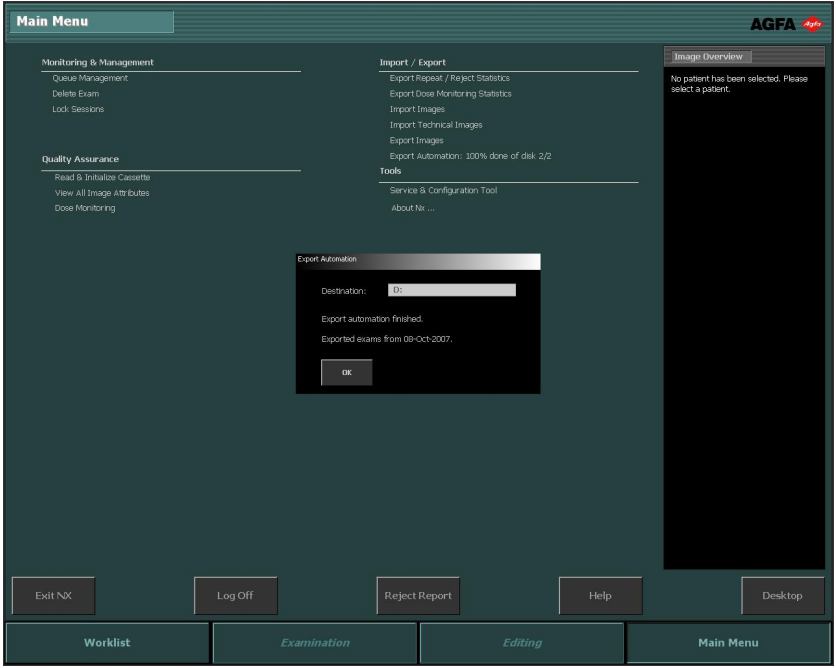 Main Menu
AGFA
Agfa
Monitoring & Management
Queue Management
Delete Exam
Lock Sessions
Quality Assurance
Read & Initialize Cassette
View All Image Attributes
Dose Monitoring
Import / Export
Export Repeat / Reject Statistics
Export Dose Monitoring Statistics
Import Images
Import Technical Images
Export Images
Export Automation: 100% done of disk 2/2
Tools
Service & Configuration Tool
About Nx ...
Image Overview
No patient has been selected. Please
select a patient.
Export Automation
Destination: D:
Export automation finished.
Exported exams from 08-Oct-2007.
OK
Exit NX
Log Off
Reject Report
Help
Desktop
Worklist
Examination
Editing
Main Menu